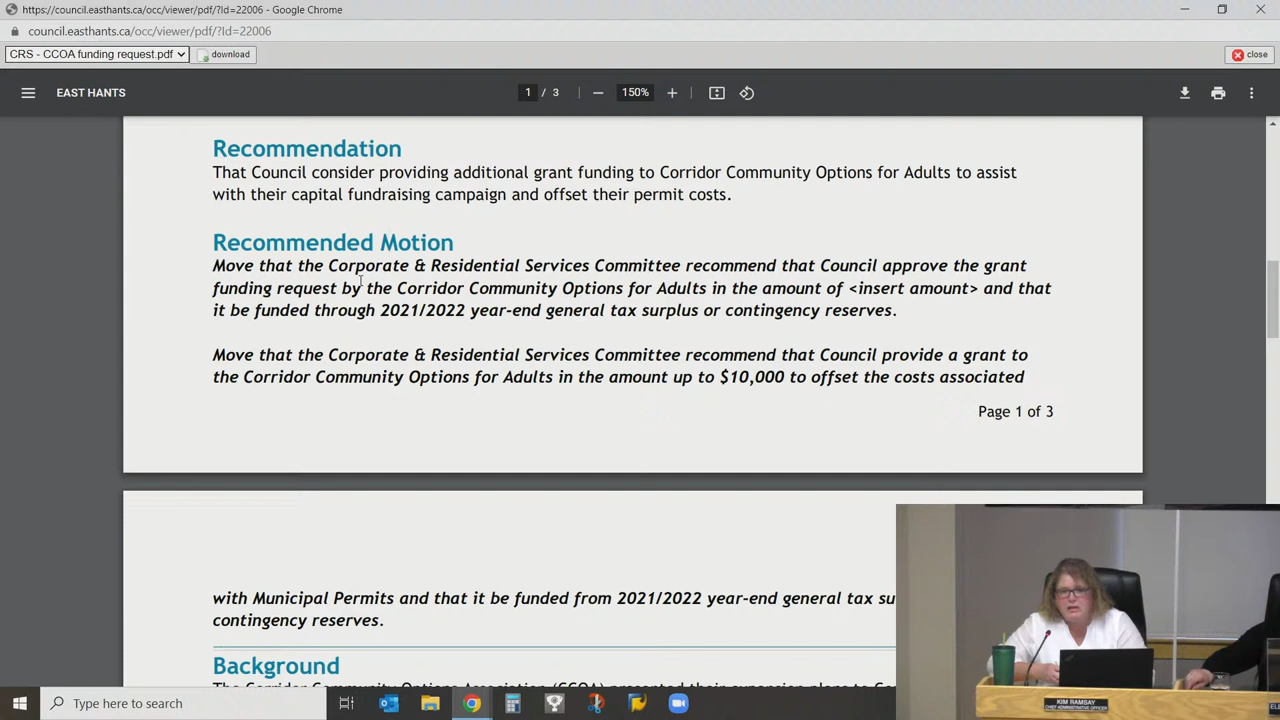 https://council.easthants.ca/occ/viewer/pdf/?Id=22006 - Google Chrome
council.easthants.ca/occ/viewer/pdf/?Id=22006
CRS - CCOA funding request.pdf
download
close
EAST HANTS
1 / 3
150%
Recommendation
That Council consider providing additional grant funding to Corridor Community Options for Adults to assist
with their capital fundraising campaign and offset their permit costs.
Recommended Motion
Move that the Corporate & Residential Services Committee recommend that Council approve the grant
funding request by the Corridor Community Options for Adults in the amount of <insert amount> and that
it be funded through 2021/2022 year-end general tax surplus or contingency reserves.
Move that the Corporate & Residential Services Committee recommend that Council provide a grant to
the Corridor Community Options for Adults in the amount up to $10,000 to offset the costs associated
Page 1 of 3
with Municipal Permits and that it be funded from 2021/2022 year-end general tax su
contingency reserves.
Background
KIM RAMSAY
CHIEF ADMINISTRATIVE OFFICER
Type here to search